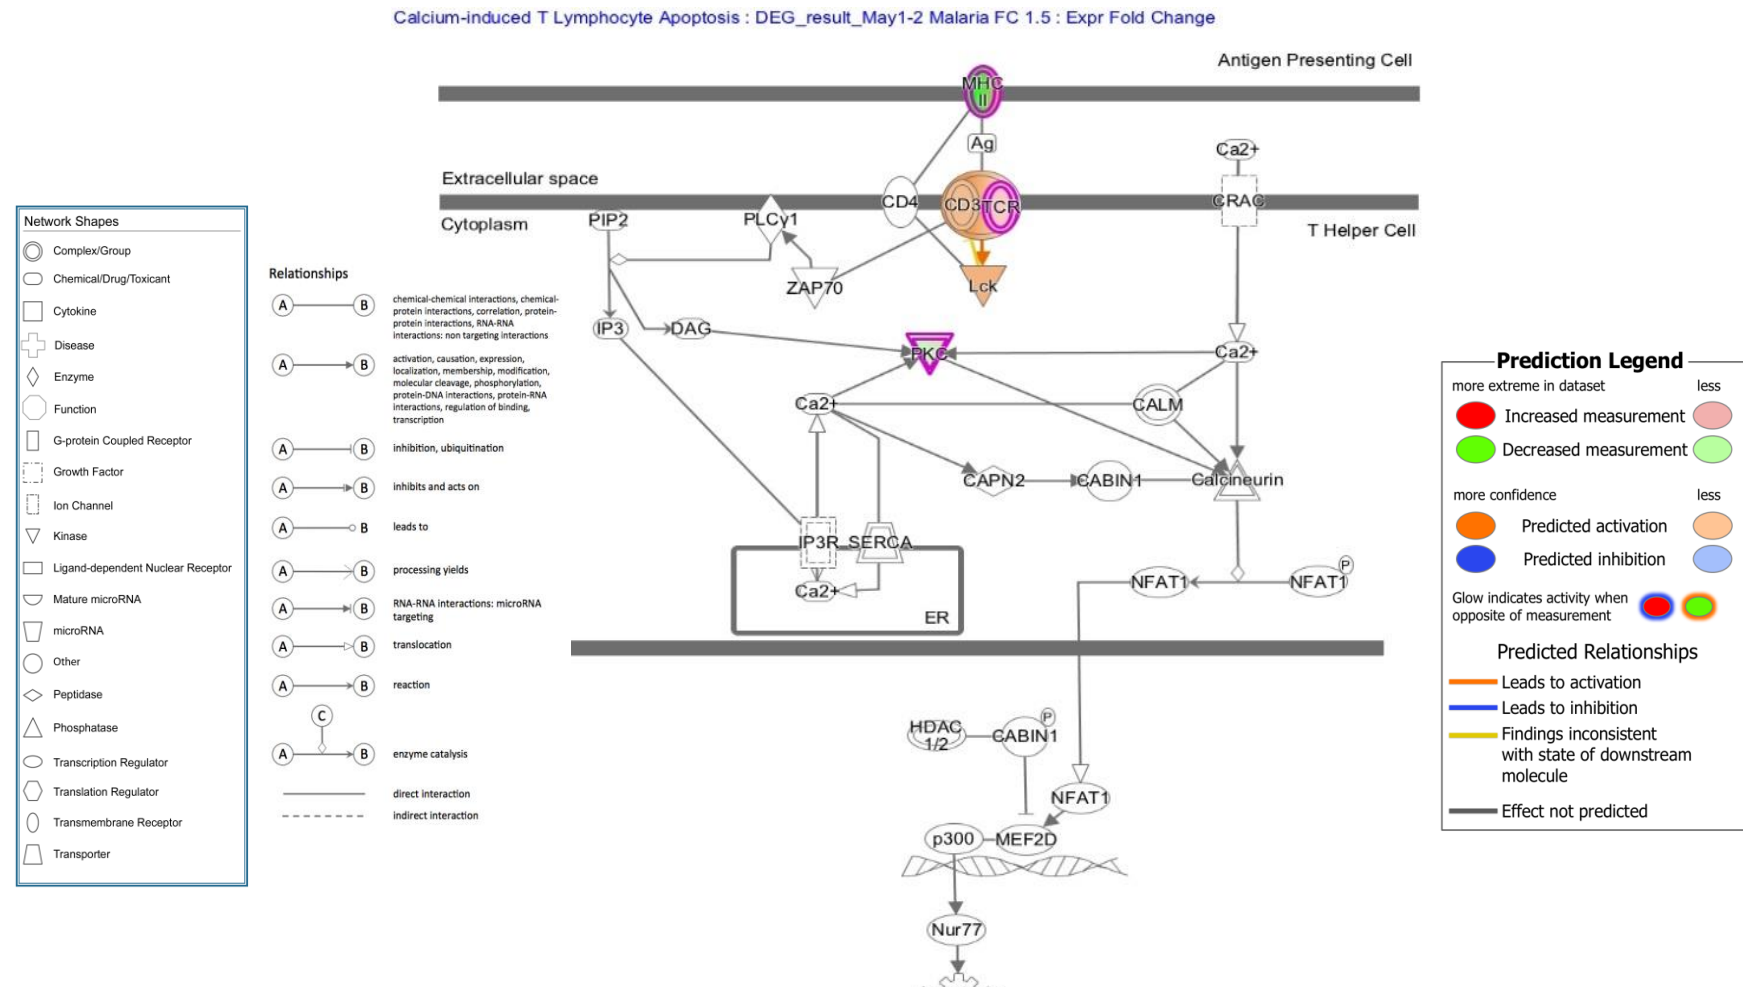 Calcium-induced T Lymphocyte Apoptosis : DEG_result_May1-2 Malaria FC 1.5 : Expr Fold Change
Antigen Presenting Cell
MHC
II
Ag
Ca2+
Extracellular space
CD4
CD3
TCR
CRAC
PIP2
PLCγ1
Cytoplasm
T Helper Cell
ZAP70
Lck
IP3
DAG
PKC
Ca2+
Ca2+
CALM
CAPN2
CABIN1
Calcineurin
IP3R
SERCA
Ca2+
ER
NFAT1
NFAT1
P
HDAC
1/2
CABIN1
P
NFAT1
p300
MEF2D
Nur77
Network Shapes
Complex/Group
Chemical/Drug/Toxicant
Cytokine
Disease
Enzyme
Function
G-protein Coupled Receptor
Growth Factor
Ion Channel
Kinase
Ligand-dependent Nuclear Receptor
Mature microRNA
microRNA
Other
Peptidase
Phosphatase
Transcription Regulator
Translation Regulator
Transmembrane Receptor
Transporter
Relationships
A B
chemical-chemical interactions, chemical-
protein interactions, correlation, protein-
protein interactions, RNA-RNA
interactions: non targeting interactions
A B
activation, causation, expression,
localization, membership, modification,
molecular cleavage, phosphorylation,
protein-DNA interactions, protein-RNA
interactions, regulation of binding,
transcription
A B inhibition, ubiquitination
A B inhibits and acts on
A B leads to
A B processing yields
A B
RNA-RNA interactions: microRNA
targeting
A B translocation
A B reaction
C
A B enzyme catalysis
direct interaction
indirect interaction
Prediction Legend
more extreme in dataset less
Increased measurement
Decreased measurement
more confidence less
Predicted activation
Predicted inhibition
Glow indicates activity when
opposite of measurement
Predicted Relationships
Leads to activation
Leads to inhibition
Findings inconsistent
with state of downstream
molecule
Effect not predicted